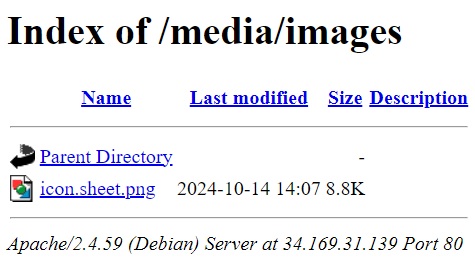 Index of /media/images
Name Last modified Size Description
Parent Directory -
icon.sheet.png 2024-10-14 14:07 8.8K
Apache/2.4.59 (Debian) Server at 34.169.31.139 Port 80